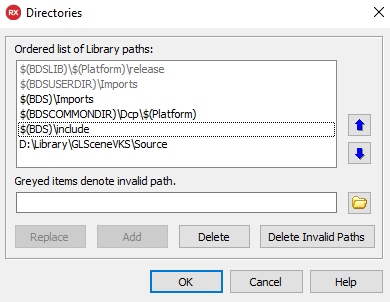 RX Directories
Ordered list of Library paths:
$(BDSLIB)\$(Platform)\release
$(BDSUSERDIR)\Imports
$(BDS)\Imports
$(BDSCOMMONDIR)\Dcp\$(Platform)
$(BDS)\include
D:\Library\GLSceneVKS\Source
Greyed items denote invalid path.
Replace Add Delete Delete Invalid Paths
OK Cancel Help